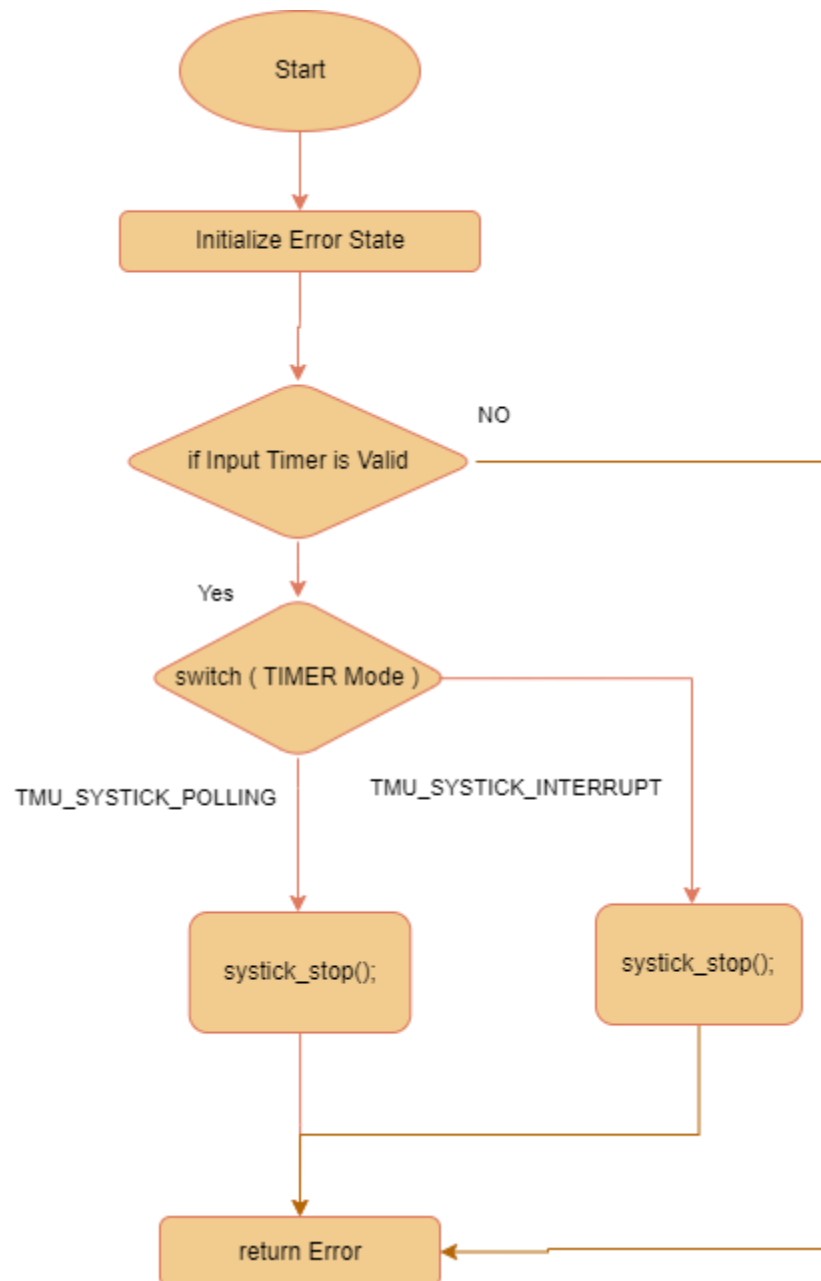 Start
Initialize Error State
NO
if Input Timer is Valid
Yes
switch ( TIMER Mode )
TMU_SYSTICK_POLLING
TMU_SYSTICK_INTERRUPT
systick_stop();
systick_stop();
return Error